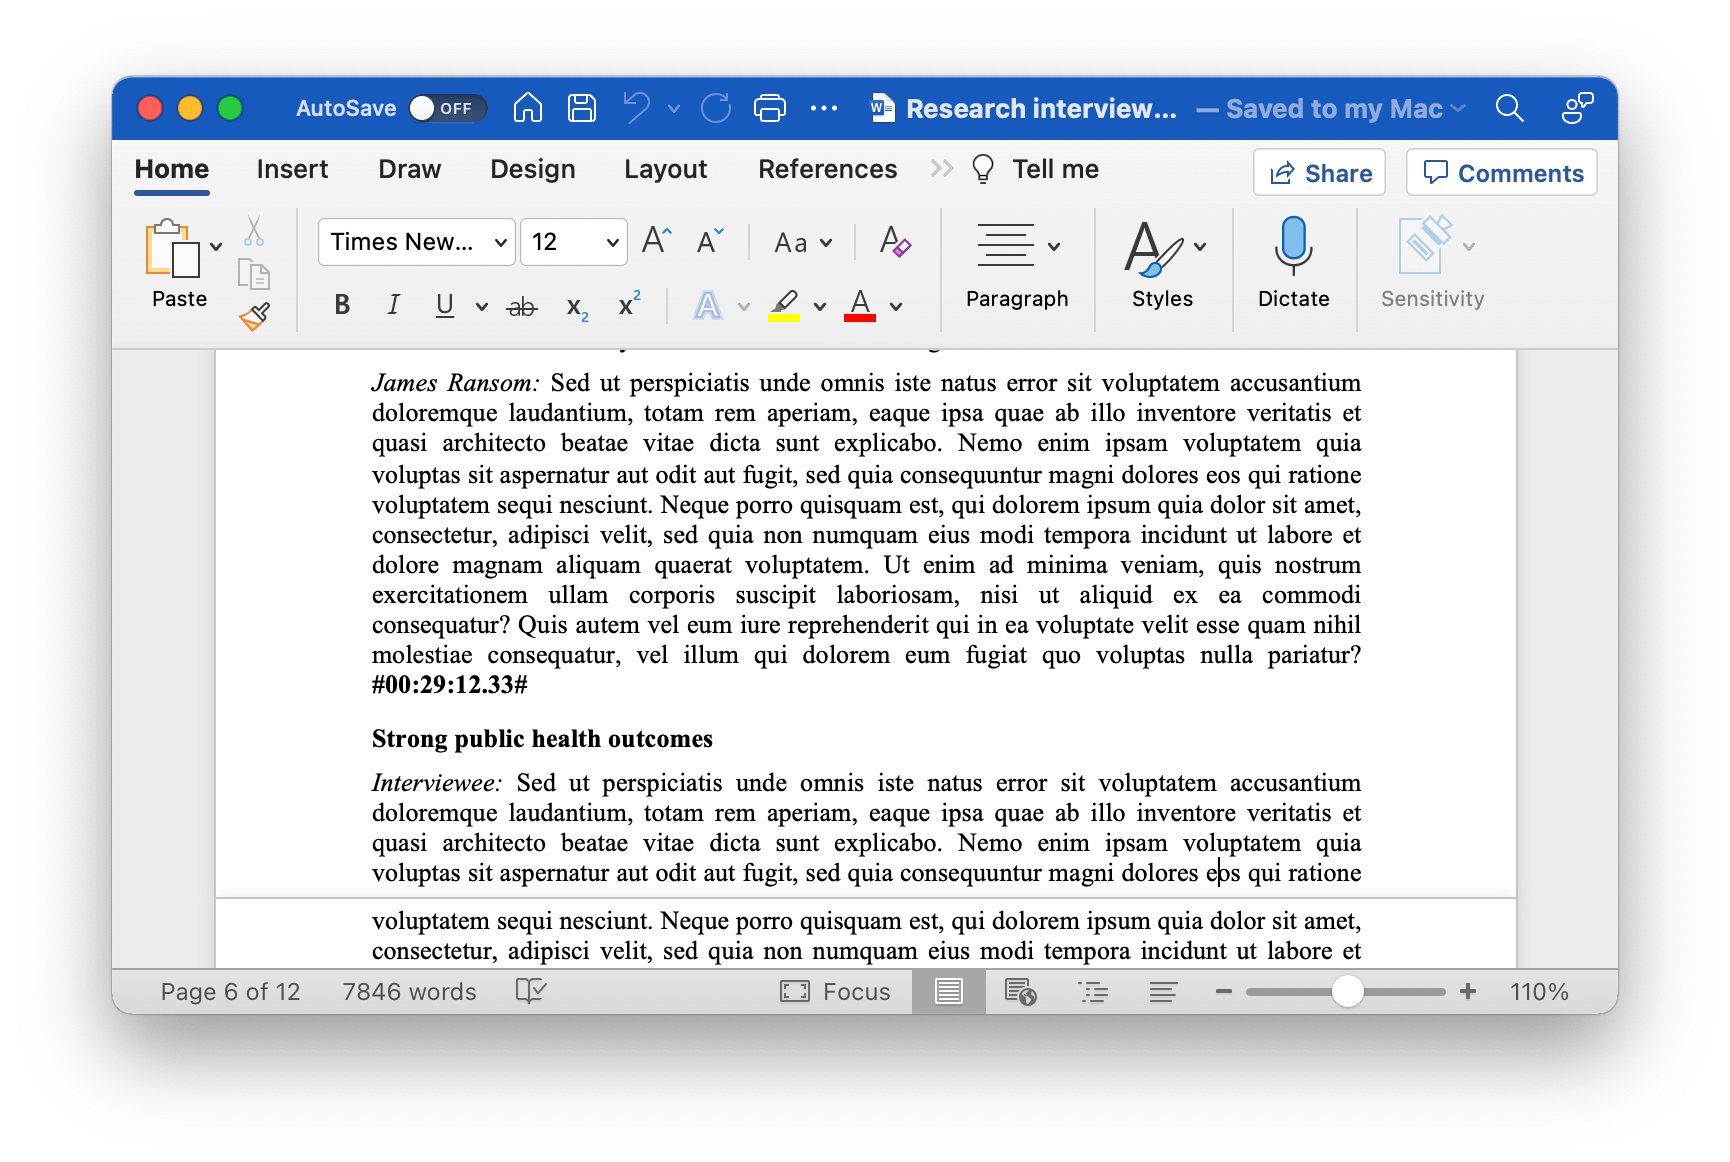 AutoSave OFF Research interview... — Saved to my Mac
Home Insert Draw Design Layout References Tell me Share Comments
Times New... 12 Aa
Paste B I U ab x2 x2 A A Paragraph Styles Dictate Sensitivity
James Ransom: Sed ut perspiciatis unde omnis iste natus error sit voluptatem accusantium
doloremque laudantium, totam rem aperiam, eaque ipsa quae ab illo inventore veritatis et
quasi architecto beatae vitae dicta sunt explicabo. Nemo enim ipsam voluptatem quia
voluptas sit aspernatur aut odit aut fugit, sed quia consequuntur magni dolores eos qui ratione
voluptatem sequi nesciunt. Neque porro quisquam est, qui dolorem ipsum quia dolor sit amet,
consectetur, adipisci velit, sed quia non numquam eius modi tempora incidunt ut labore et
dolore magnam aliquam quaerat voluptatem. Ut enim ad minima veniam, quis nostrum
exercitationem ullam corporis suscipit laboriosam, nisi ut aliquid ex ea commodi
consequatur? Quis autem vel eum iure reprehenderit qui in ea voluptate velit esse quam nihil
molestiae consequatur, vel illum qui dolorem eum fugiat quo voluptas nulla pariatur?
#00:29:12.33#
Strong public health outcomes
Interviewee: Sed ut perspiciatis unde omnis iste natus error sit voluptatem accusantium
doloremque laudantium, totam rem aperiam, eaque ipsa quae ab illo inventore veritatis et
quasi architecto beatae vitae dicta sunt explicabo. Nemo enim ipsam voluptatem quia
voluptas sit aspernatur aut odit aut fugit, sed quia consequuntur magni dolores eos qui ratione
voluptatem sequi nesciunt. Neque porro quisquam est, qui dolorem ipsum quia dolor sit amet,
consectetur, adipisci velit, sed quia non numquam eius modi tempora incidunt ut labore et
Page 6 of 12 7846 words Focus 110%